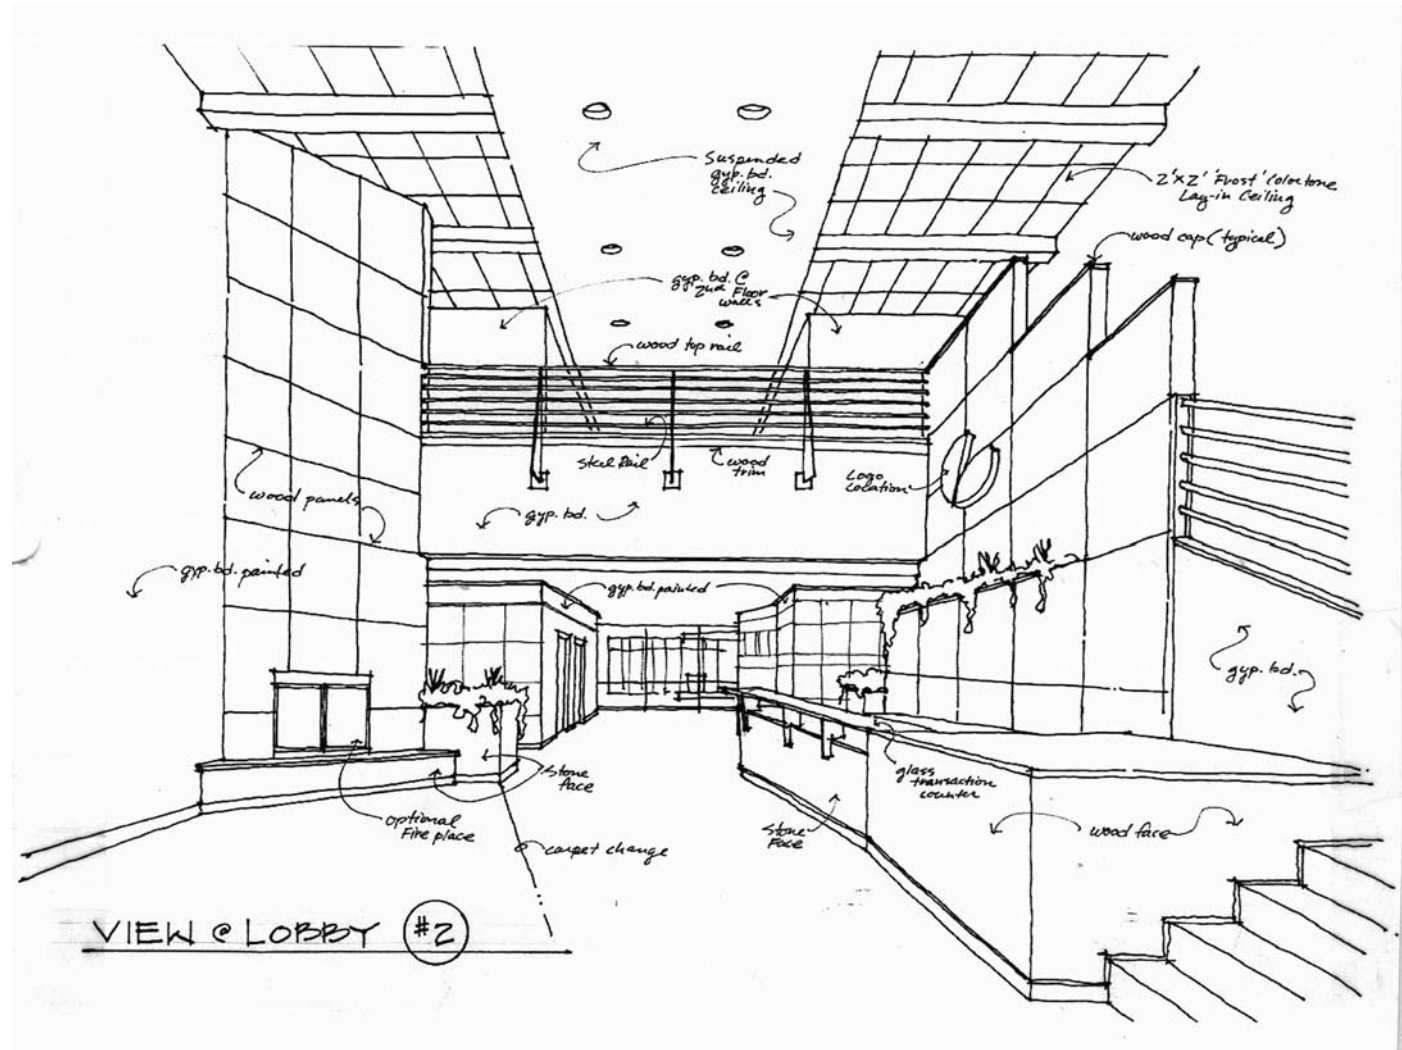 Suspended
gyp. bd.
ceiling
2'x2' 'Frost' Colortone
Lay-in Ceiling
wood cap (typical)
gyp. bd. @
2nd Floor
walls
wood top rail
steel Rail
wood
trim
Logo
Location
wood panels
gyp. bd.
gyp. bd. painted
gyp. bd. painted
gyp. bd.
stone
face
glass
transaction
counter
optional
Fire place
stone
Face
wood face
carpet change
VIEW @ LOBBY #2